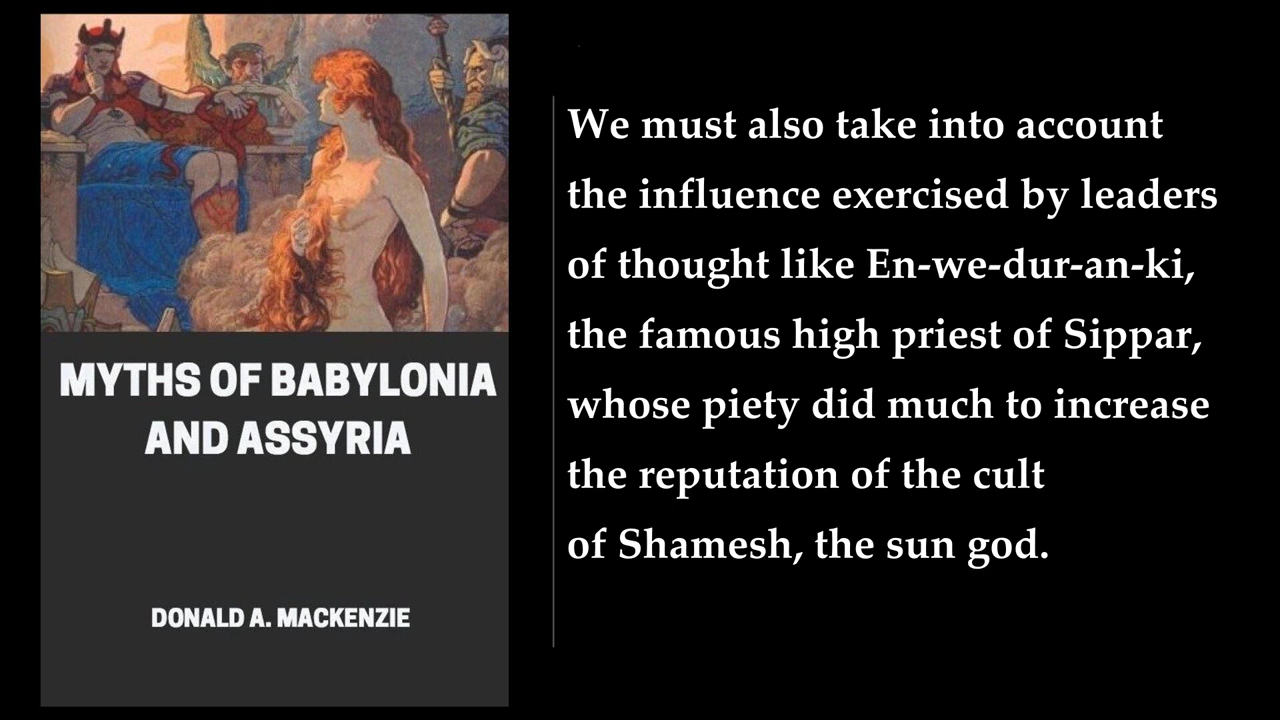 MYTHS OF BABYLONIA
AND ASSYRIA
DONALD A. MACKENZIE
We must also take into account
the influence exercised by leaders
of thought like En-we-dur-an-ki,
the famous high priest of Sippar,
whose piety did much to increase
the reputation of the cult
of Shamesh, the sun god.